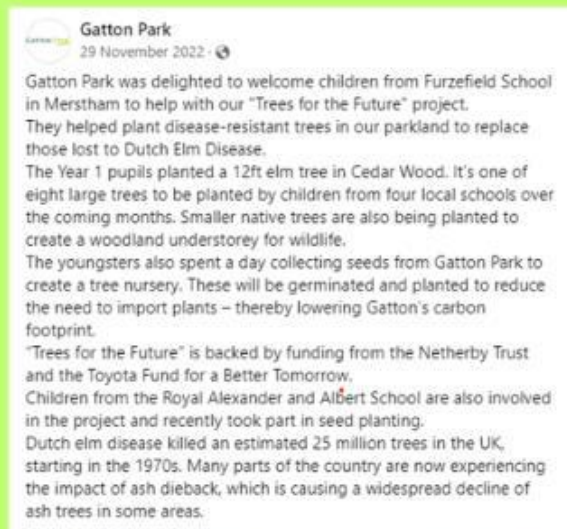 Gatton Park
29 November 2022 ·
Gatton Park was delighted to welcome children from Furzefield School
in Merstham to help with our "Trees for the Future" project.
They helped plant disease-resistant trees in our parkland to replace
those lost to Dutch Elm Disease.
The Year 1 pupils planted a 12ft elm tree in Cedar Wood. It's one of
eight large trees to be planted by children from four local schools over
the coming months. Smaller native trees are also being planted to
create a woodland understorey for wildlife.
The youngsters also spent a day collecting seeds from Gatton Park to
create a tree nursery. These will be germinated and planted to reduce
the need to import plants – thereby lowering Gatton's carbon
footprint.
"Trees for the Future" is backed by funding from the Netherby Trust
and the Toyota Fund for a Better Tomorrow.
Children from the Royal Alexander and Albert School are also involved
in the project and recently took part in seed planting.
Dutch elm disease killed an estimated 25 million trees in the UK,
starting in the 1970s. Many parts of the country are now experiencing
the impact of ash dieback, which is causing a widespread decline of
ash trees in some areas.